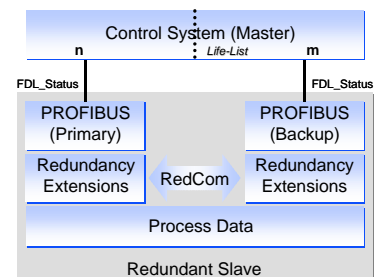 Control System (Master)
n Life-List m
FDL_Status FDL_Status
PROFIBUS PROFIBUS
(Primary) (Backup)
Redundancy Redundancy
Extensions RedCom Extensions
Process Data
Redundant Slave